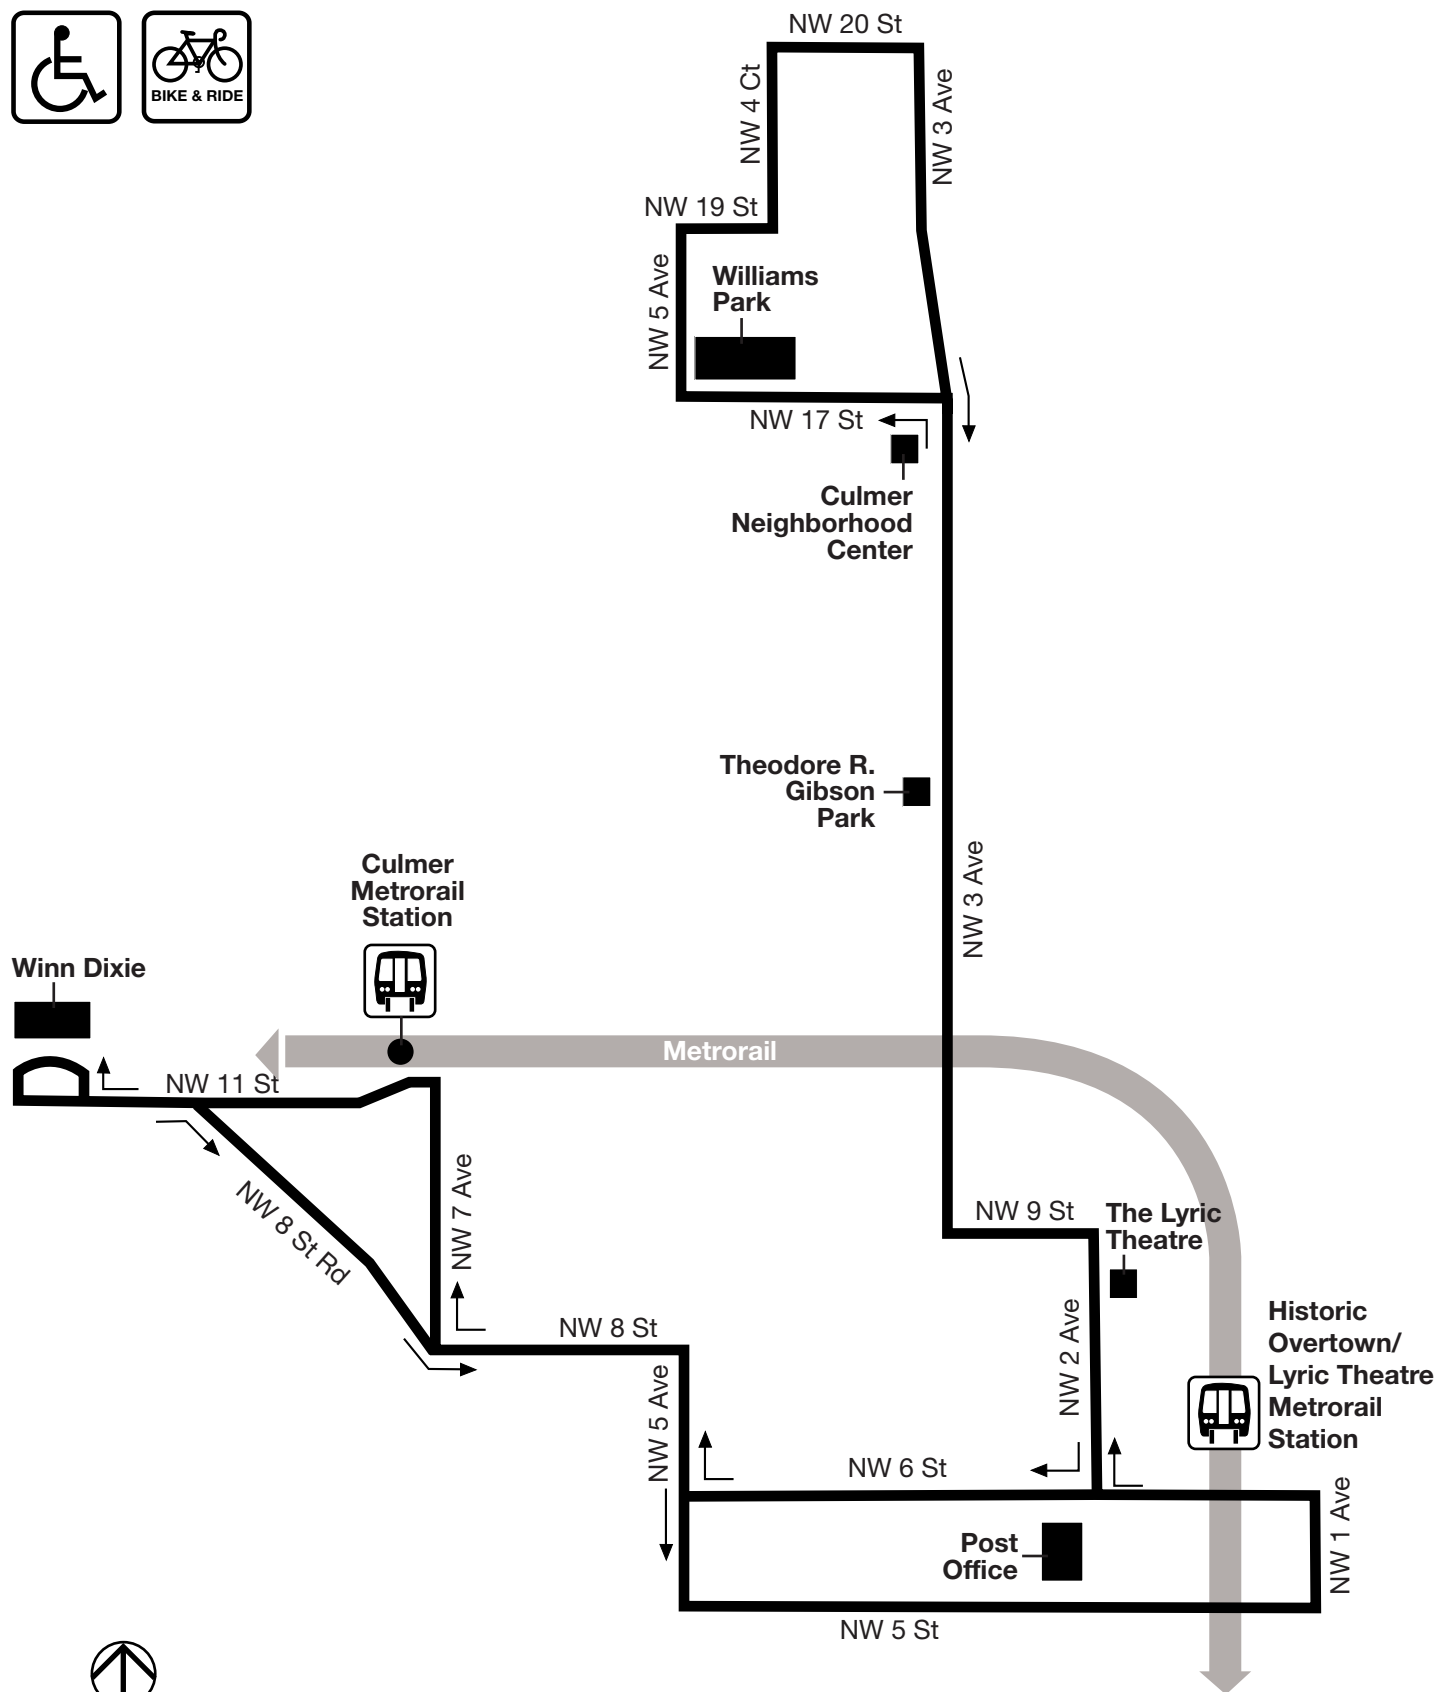 NW 20 St
BIKE & RIDE
NW 4 Ct
NW 3 Ave
NW 19 St
NW 5 Ave
Williams
Park
NW 17 St
Culmer
Neighborhood
Center
Theodore R.
Gibson
Park
NW 3 Ave
Culmer
Metrorail
Station
Winn Dixie
Metrorail
NW 11 St
NW 7 Ave
NW 8 St Rd
NW 9 St
The Lyric
Theatre
NW 8 St
NW 2 Ave
Historic
Overtown/
Lyric Theatre
Metrorail
Station
NW 5 Ave
NW 6 St
NW 1 Ave
Post
Office
NW 5 St